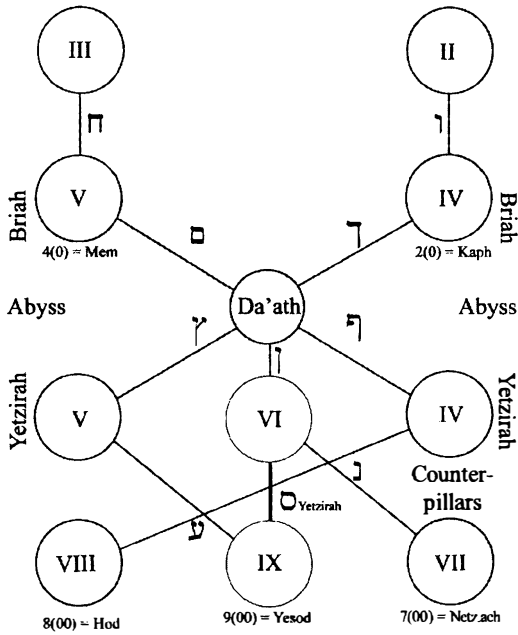 III
II
ח
ו
V
IV
Briah
Briah
4(0) = Mem
2(0) = Kaph
ם
ך
Da'ath
Abyss
Abyss
ץ
ף
ן
V
VI
IV
Yetzirah
Yetzirah
Counter-
pillars
נ
ס Yetzirah
ע
VIII
IX
VII
8(00) = Hod
9(00) = Yesod
7(00) = Netzach